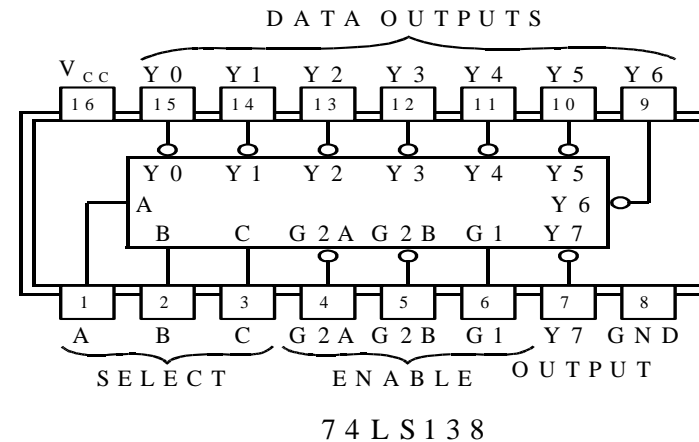 DATA OUTPUTS
VCC Y0 Y1 Y2 Y3 Y4 Y5 Y6
16 15 14 13 12 11 10 9
Y0 Y1 Y2 Y3 Y4 Y5
A Y6
B C G2A G2B G1 Y7
1 2 3 4 5 6 7 8
A B C G2A G2B G1 Y7 GND
SELECT ENABLE OUTPUT
74LS138